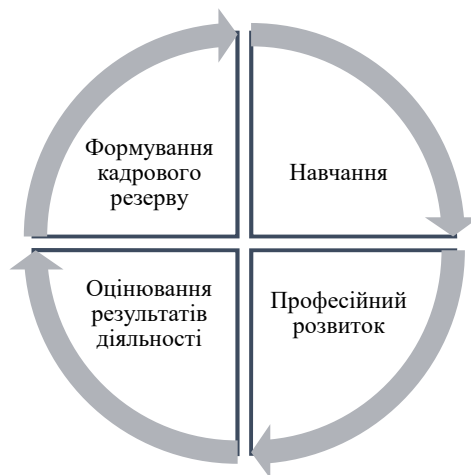 Формування
кадрового
резерву
Навчання
Оцінювання
результатів
діяльності
Професійний
розвиток